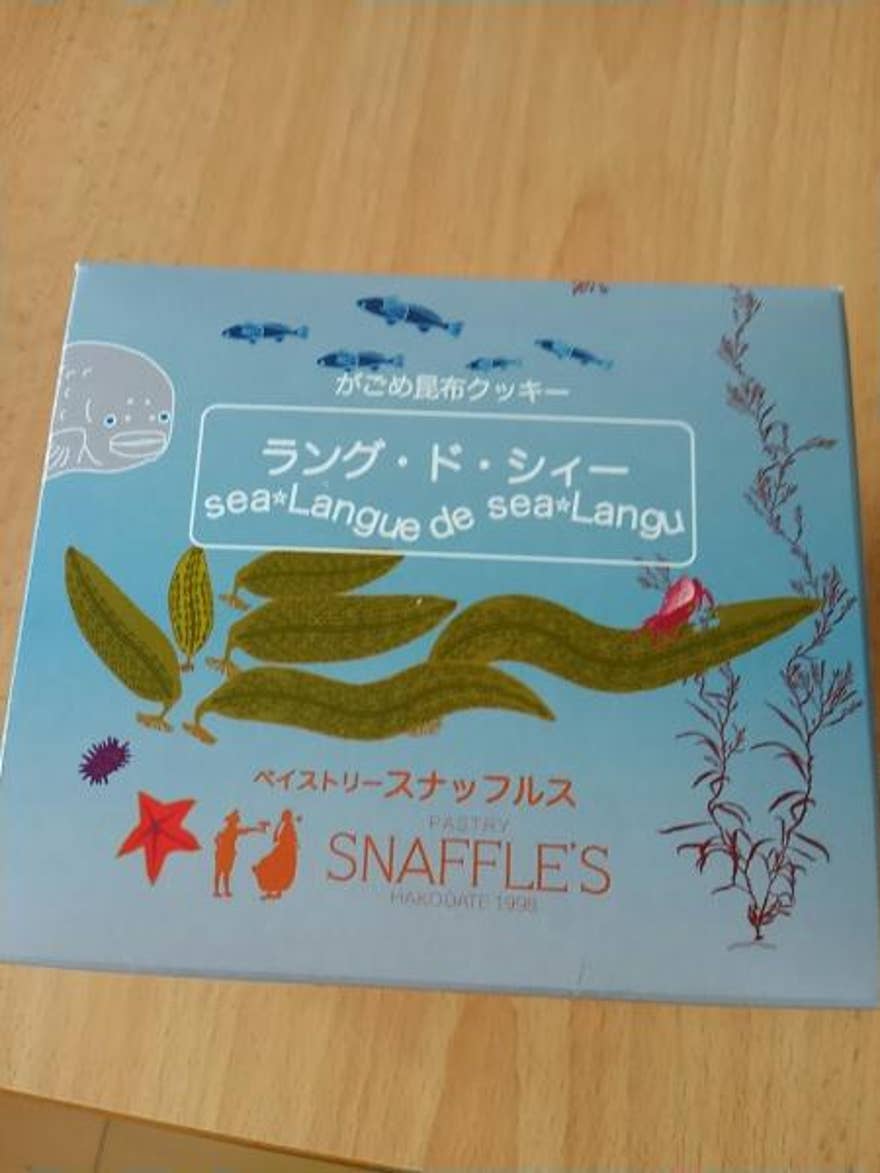 がごめ昆布クッキー
ラング・ド・シィー
sea*Langue de sea*Langu
ペイストリースナッフルス
PASTRY
SNAFFLE'S
HAKODATE 1998